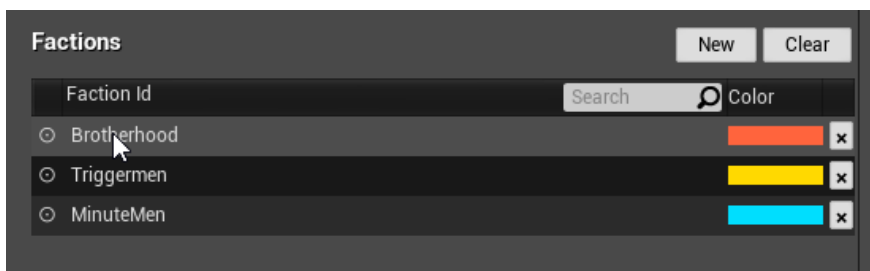 Factions New Clear
Faction Id Search Color
Brotherhood
Triggermen
MinuteMen